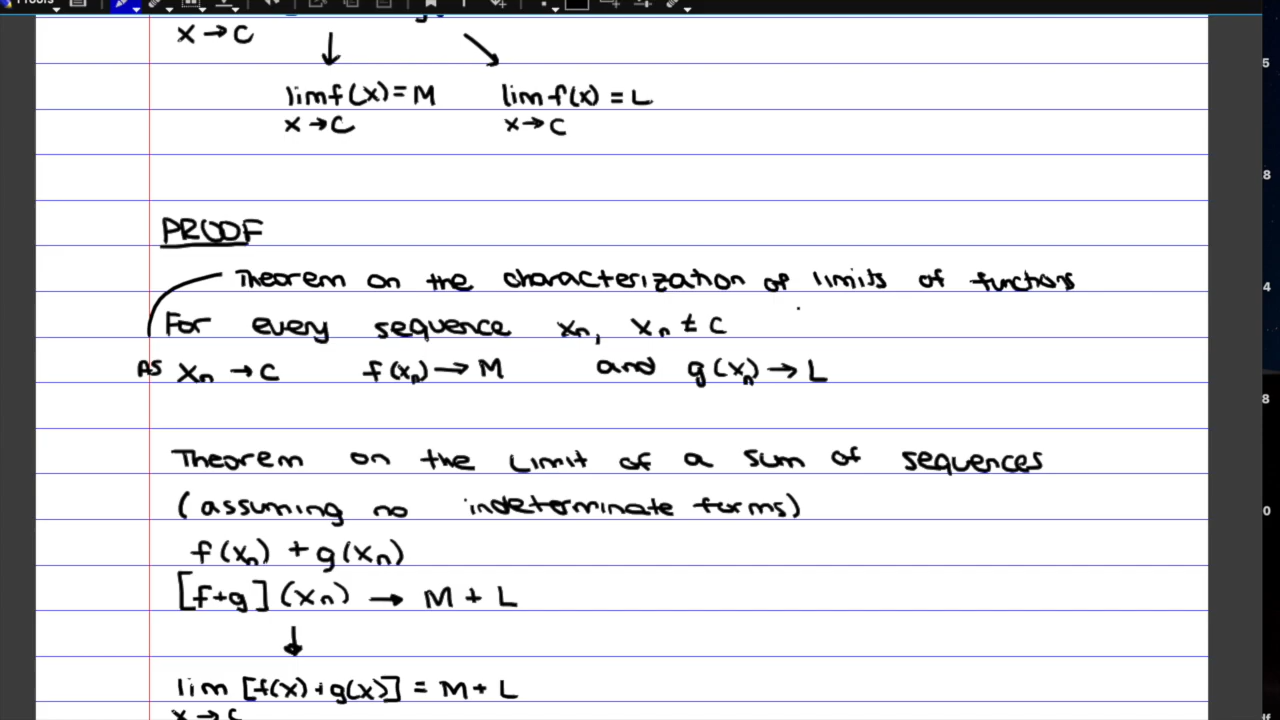 x → C
lim f(x) = M   lim f(x) = L
x → C   x → C
PROOF
Theorem on the characterization of limits of functions
For every sequence xn, xn ≠ C
AS xn → C   f(xn) → M   and g(xn) → L
Theorem on the Limit of a sum of sequences
(assuming no indeterminate forms)
f(xn) + g(xn)
[f+g](xn) → M + L
lim [f(x)+g(x)] = M + L
x → C